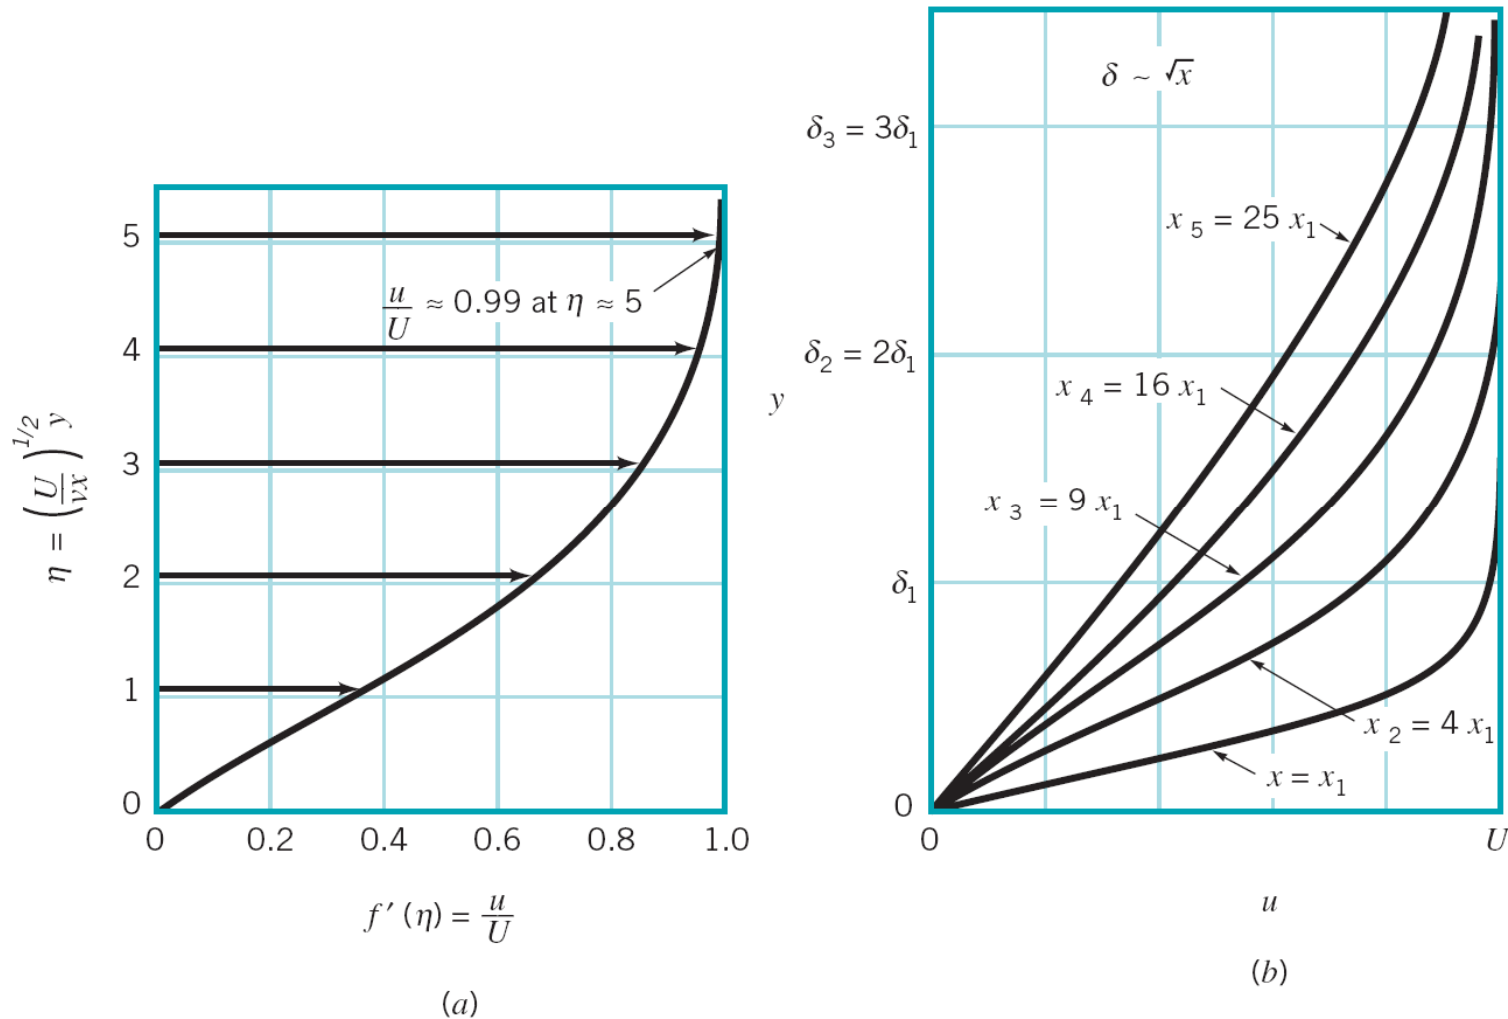 5
4
3
2
1
0
0 0.2 0.4 0.6 0.8 1.0
η = (U/νx)^1/2 y
u/U ≈ 0.99 at η ≈ 5
f′ (η) = u/U
(a)
δ ~ √x
δ3 = 3δ1
δ2 = 2δ1
δ1
0
y
x5 = 25 x1
x4 = 16 x1
x3 = 9 x1
x2 = 4 x1
x = x1
0 U
u
(b)